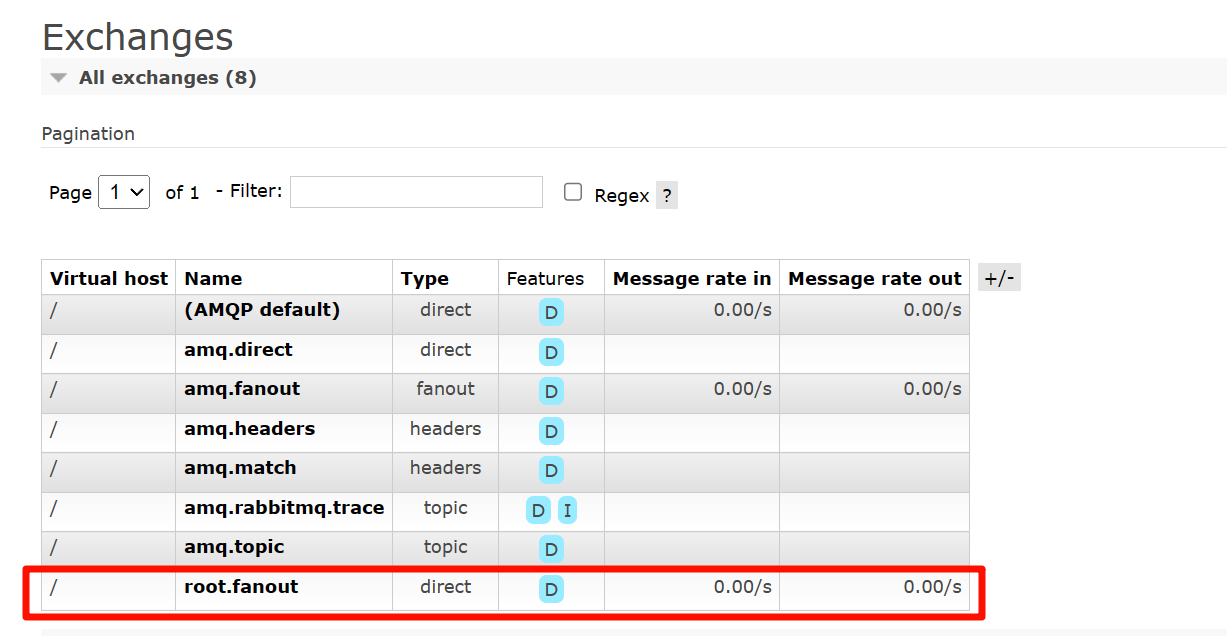 Exchanges
All exchanges (8)
Pagination
Page 1 of 1 - Filter: Regex ?
Virtual host Name Type Features Message rate in Message rate out +/-
/ (AMQP default) direct D 0.00/s 0.00/s
/ amq.direct direct D
/ amq.fanout fanout D 0.00/s 0.00/s
/ amq.headers headers D
/ amq.match headers D
/ amq.rabbitmq.trace topic D I
/ amq.topic topic D
/ root.fanout direct D 0.00/s 0.00/s